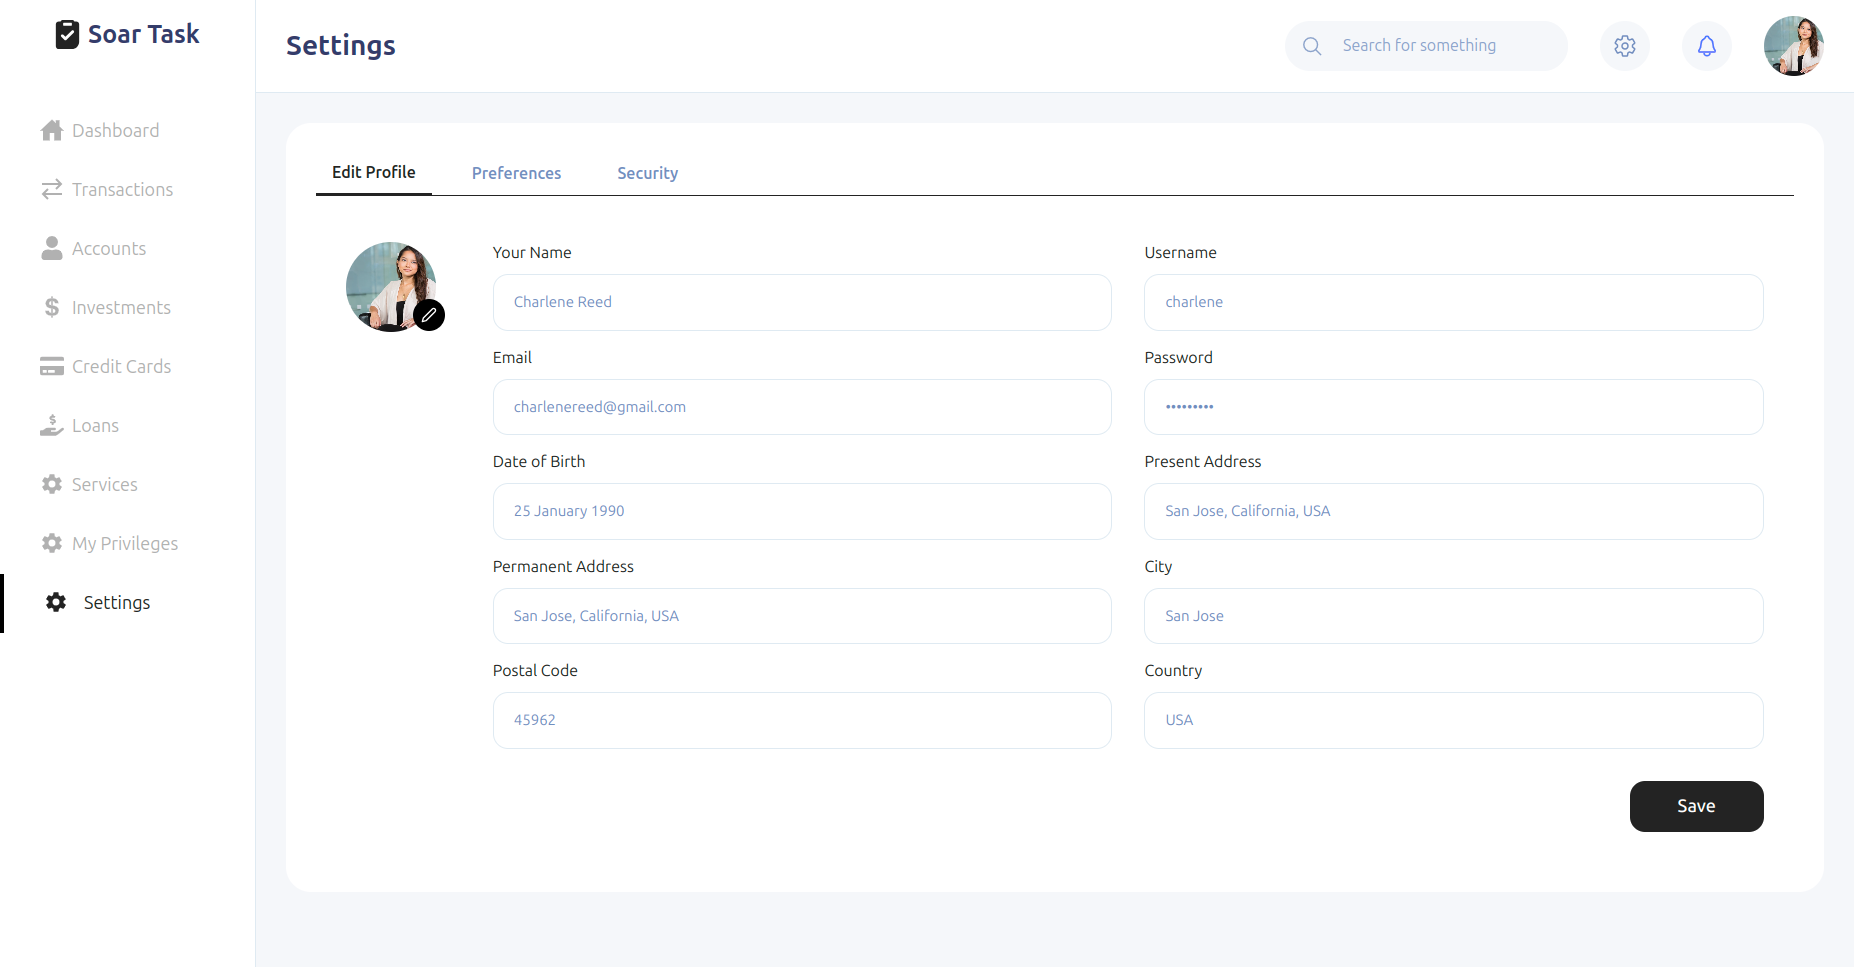 Soar Task
Settings
Search for something
Dashboard
Transactions
Accounts
Investments
Credit Cards
Loans
Services
My Privileges
Settings
Edit Profile
Preferences
Security
Your Name
Username
Charlene Reed
charlene
Email
Password
charlenereed@gmail.com
•••••••••
Date of Birth
Present Address
25 January 1990
San Jose, California, USA
Permanent Address
City
San Jose, California, USA
San Jose
Postal Code
Country
45962
USA
Save